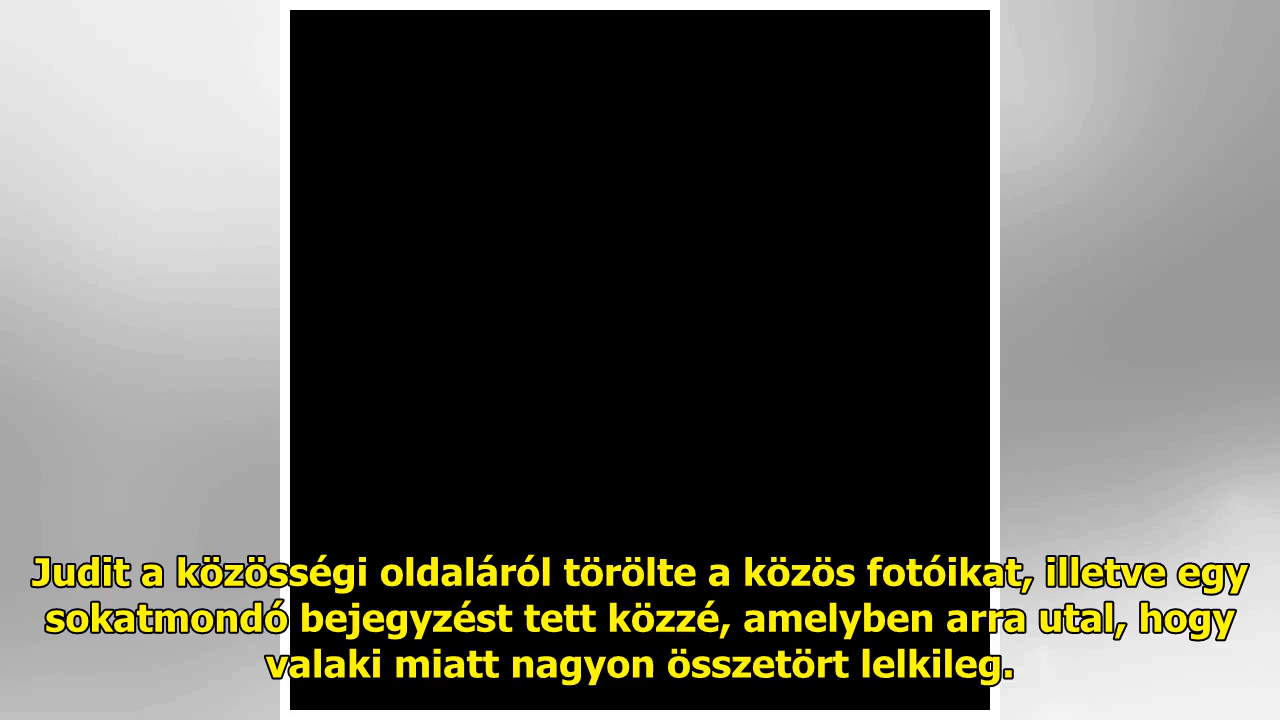 Judit a közösségi oldaláról törölte a közös fotóikat, illetve egy
sokatmondó bejegyzést tett közzé, amelyben arra utal, hogy
valaki miatt nagyon összetört lelkileg.